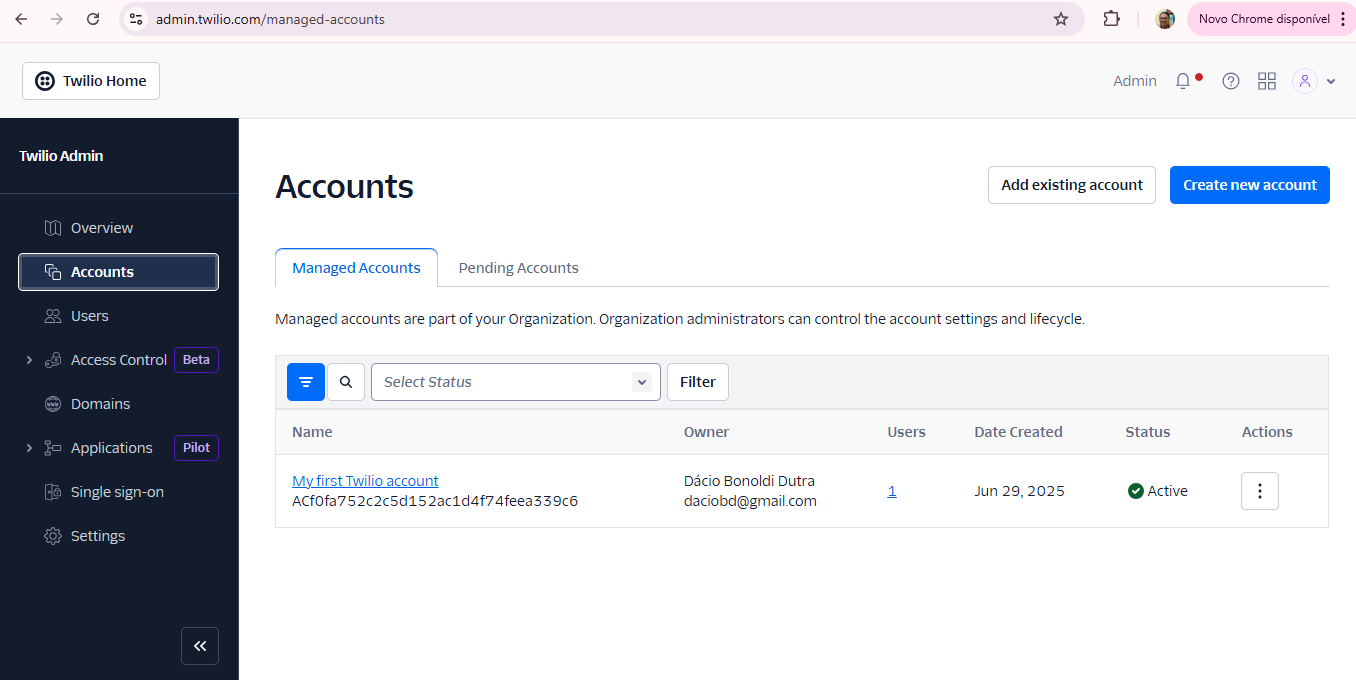 admin.twilio.com/managed-accounts
Novo Chrome disponível
Twilio Home
Admin
Twilio Admin
Overview
Accounts
Users
Access Control Beta
Domains
Applications Pilot
Single sign-on
Settings
Accounts
Add existing account
Create new account
Managed Accounts
Pending Accounts
Managed accounts are part of your Organization. Organization administrators can control the account settings and lifecycle.
Select Status
Filter
Name Owner Users Date Created Status Actions
My first Twilio account
ACf0fa752c2c5d152ac1d4f74feea339c6
Dácio Bonoldi Dutra
daciobd@gmail.com
1
Jun 29, 2025
Active